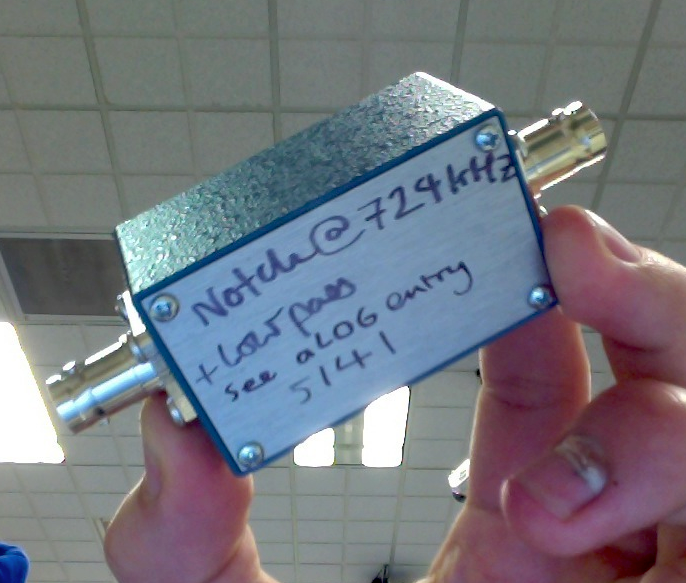 Notch@724kHz
+ Low pass
see aLOG entry
5141